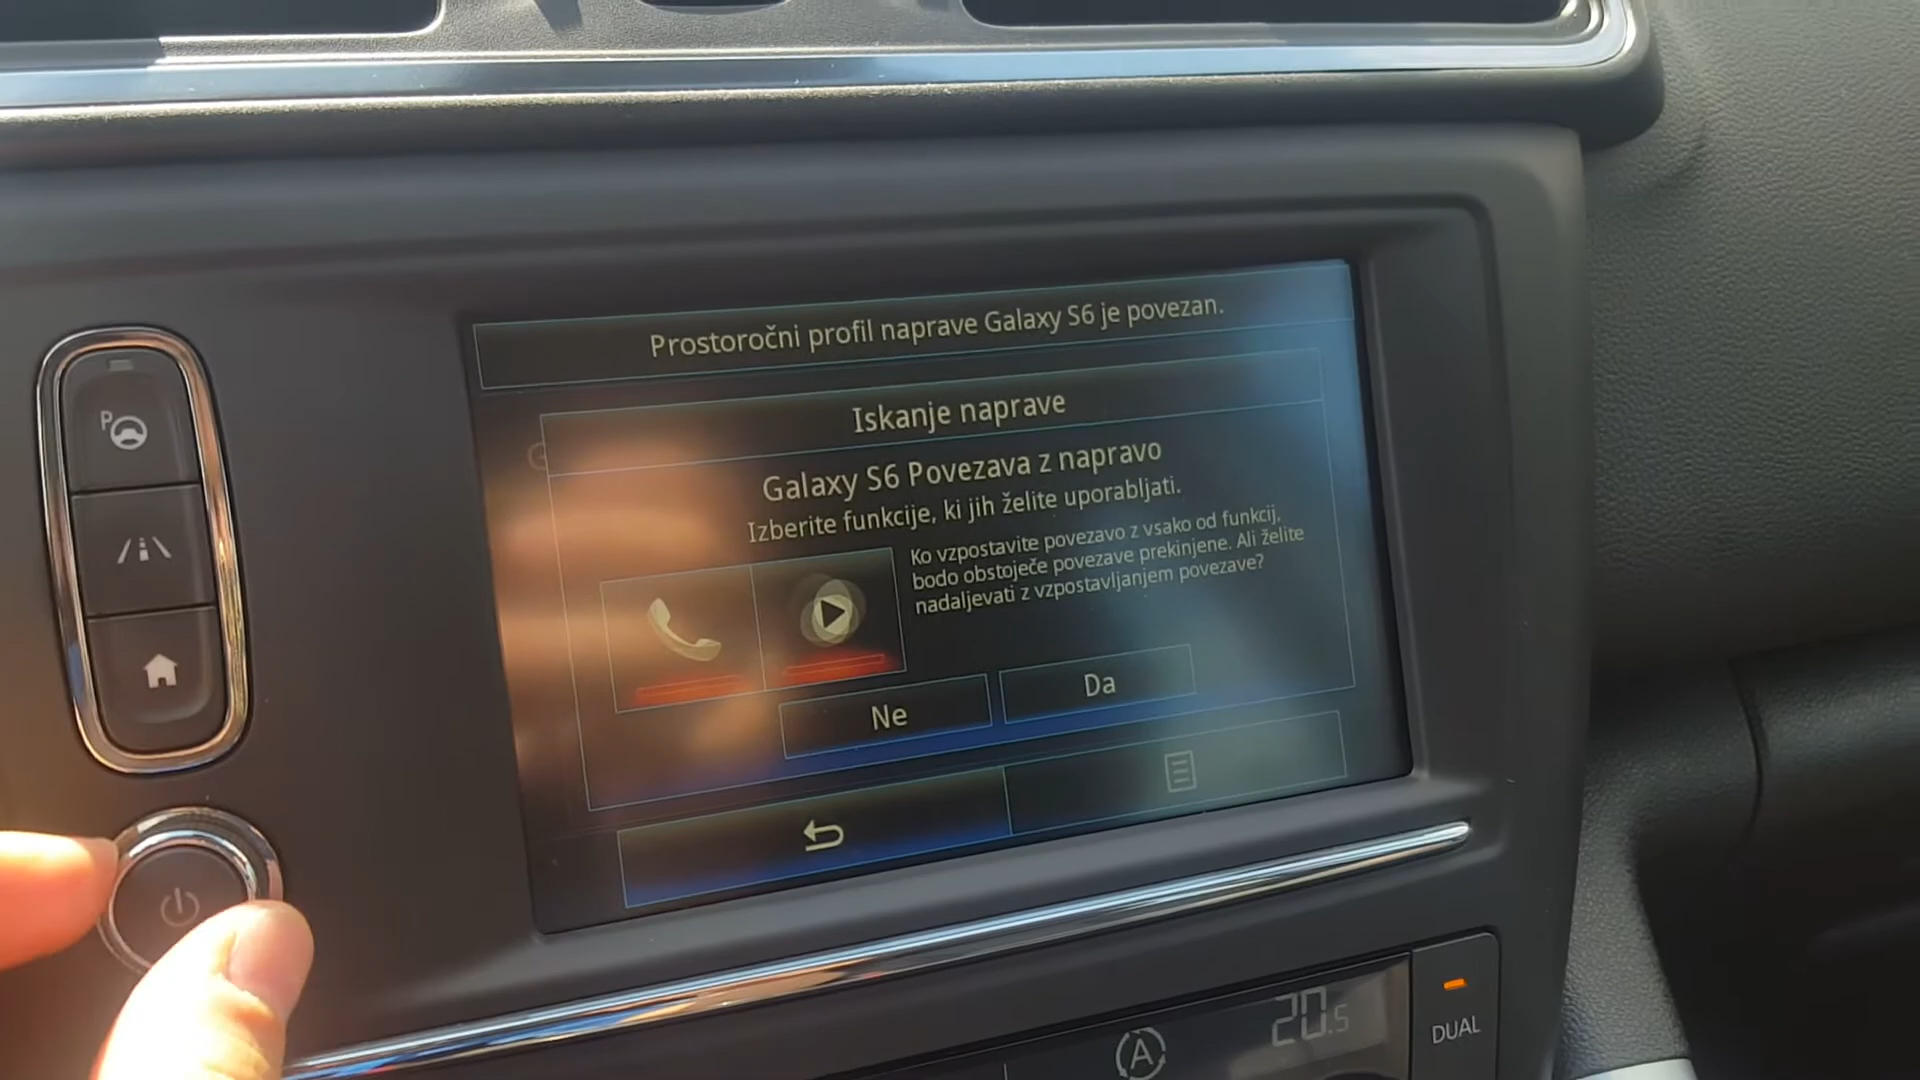 Prostoročni profil naprave Galaxy S6 je povezan.
Iskanje naprave
Galaxy S6 Povezava z napravo
Izberite funkcije, ki jih želite uporabljati.
Ko vzpostavite povezavo z vsako od funkcij,
bodo obstoječe povezave prekinjene. Ali želite
nadaljevati z vzpostavljanjem povezave?
Ne
Da
P
A
20.5
DUAL